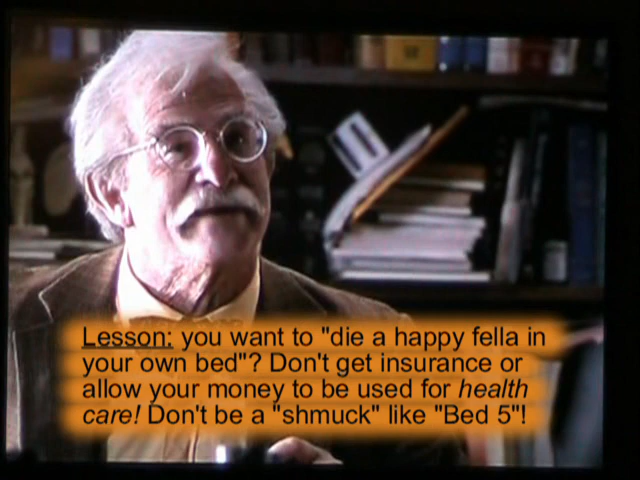 Lesson: you want to "die a happy fella in
your own bed"? Don't get insurance or
allow your money to be used for health
care! Don't be a "shmuck" like "Bed 5"!